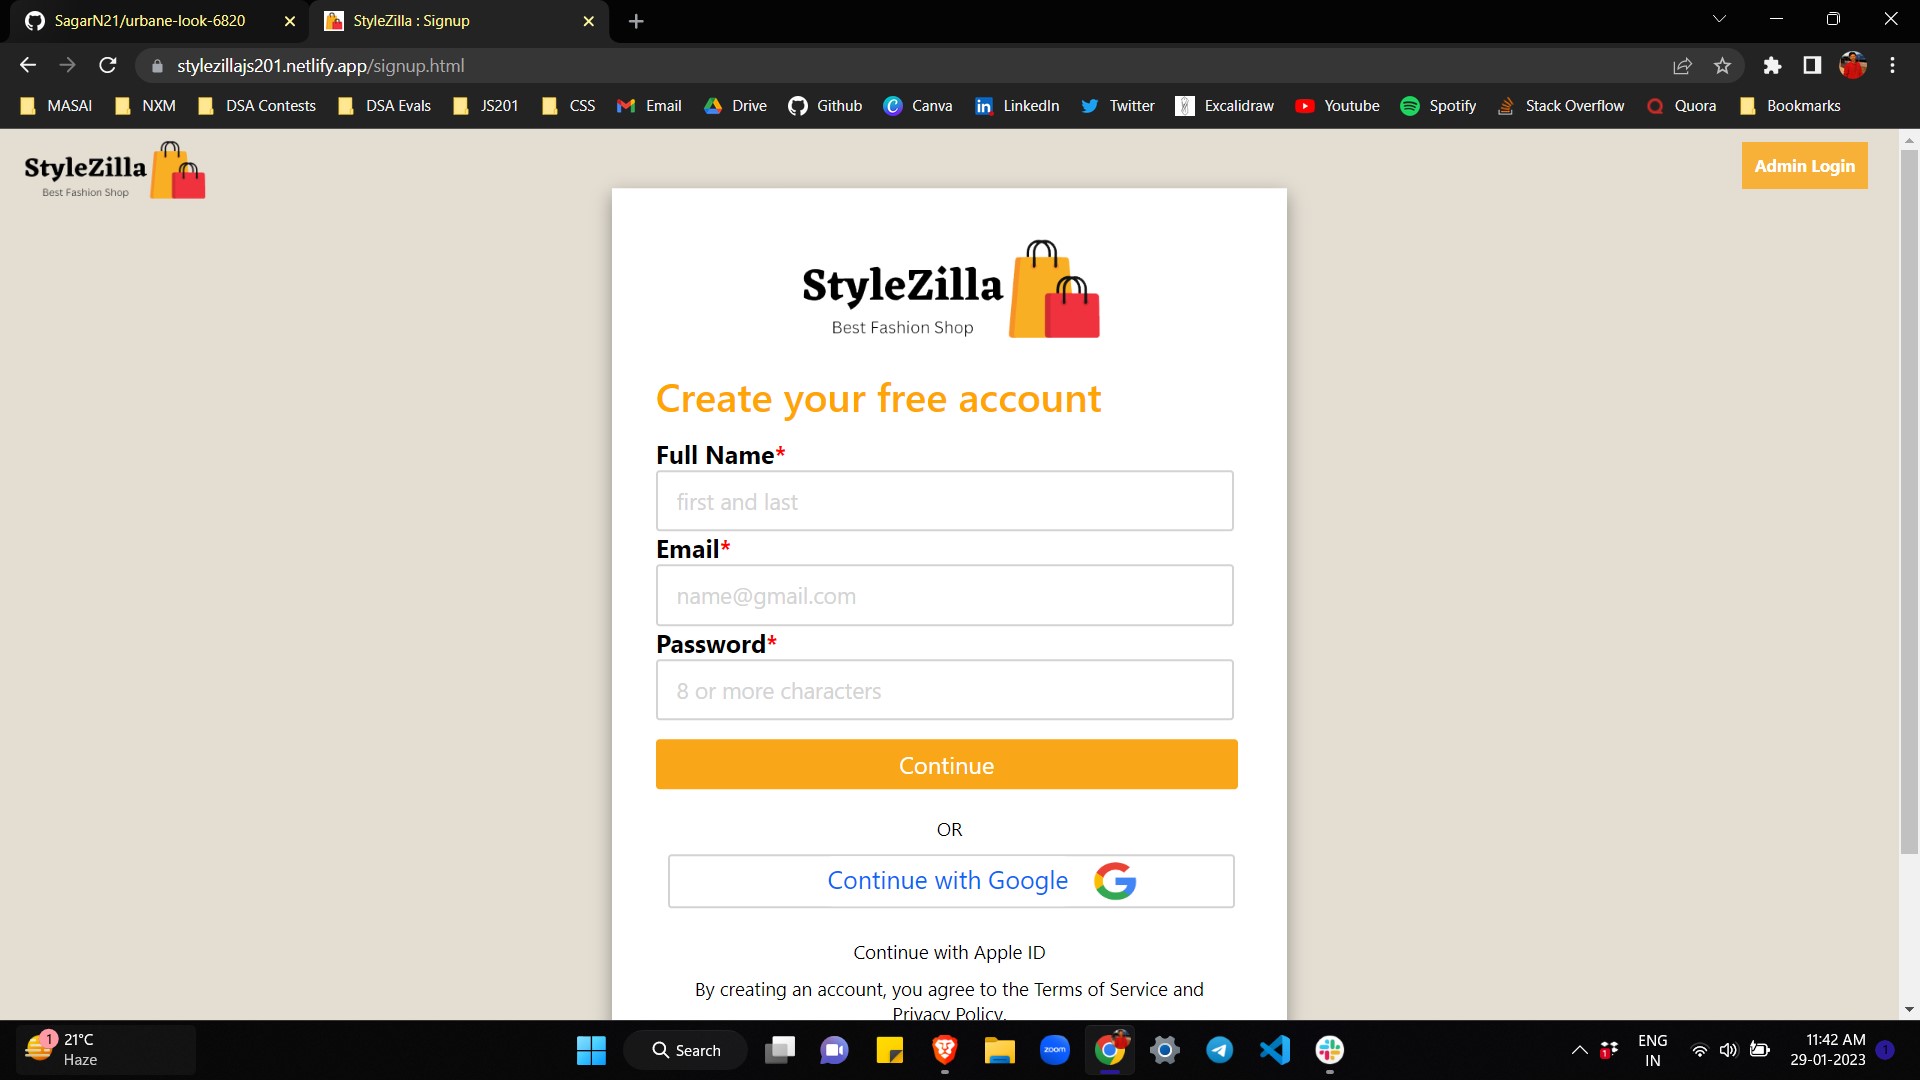 SagarN21/urbane-look-6820
StyleZilla : Signup
stylezillajs201.netlify.app/signup.html
MASAI NXM DSA Contests DSA Evals JS201 CSS Email Drive Github Canva LinkedIn Twitter Excalidraw Youtube Spotify Stack Overflow Quora Bookmarks
StyleZilla
Best Fashion Shop
Admin Login
StyleZilla
Best Fashion Shop
Create your free account
Full Name*
first and last
Email*
name@gmail.com
Password*
8 or more characters
Continue
OR
Continue with Google
Continue with Apple ID
By creating an account, you agree to the Terms of Service and
Privacy Policy.
1
21°C
Haze
Search
zoom
1
ENG
IN
11:42 AM
29-01-2023
1